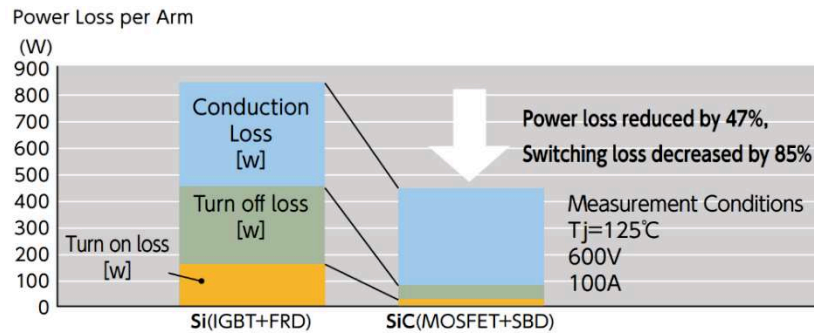 Power Loss per Arm
(W)
900
800
700
600
500
400
300
200
100
0
Conduction
Loss
[w]
Turn off loss
[w]
Turn on loss
[w]
Power loss reduced by 47%,
Switching loss decreased by 85%
Measurement Conditions
Tj=125℃
600V
100A
Si(IGBT+FRD)
SiC(MOSFET+SBD)